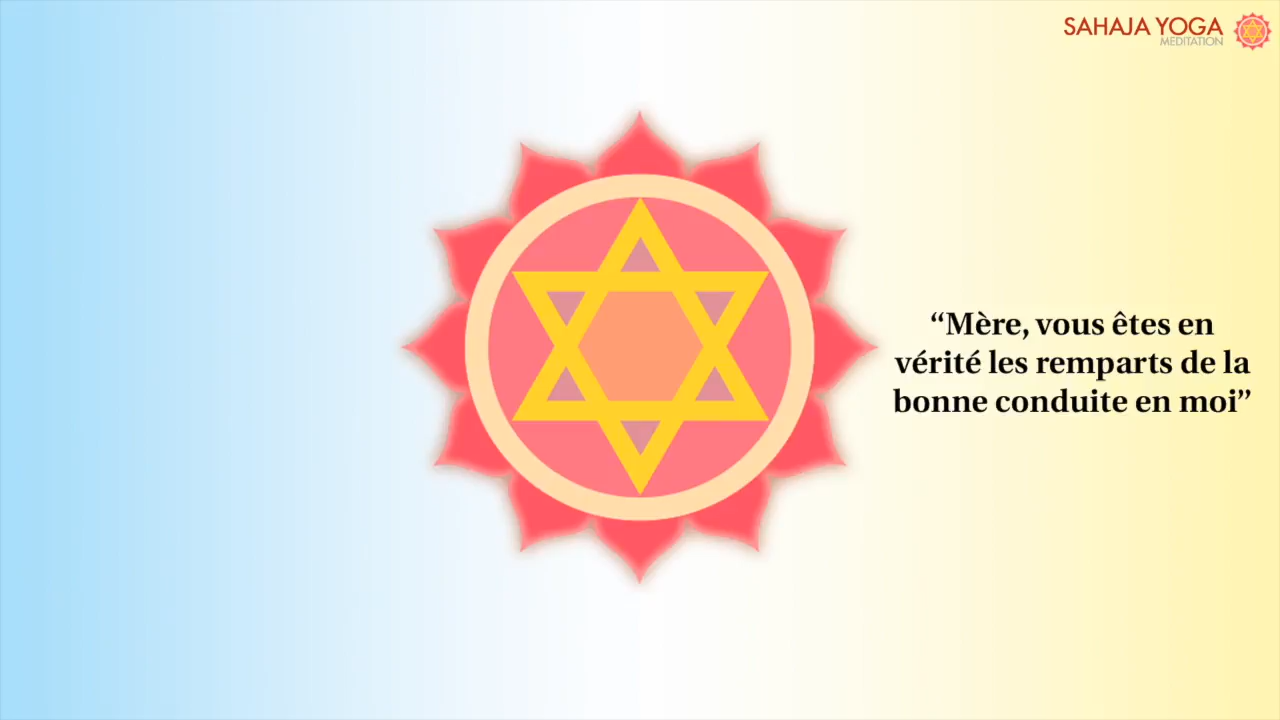 SAHAJA YOGA
MEDITATION
“Mère, vous êtes en
vérité les remparts de la
bonne conduite en moi”